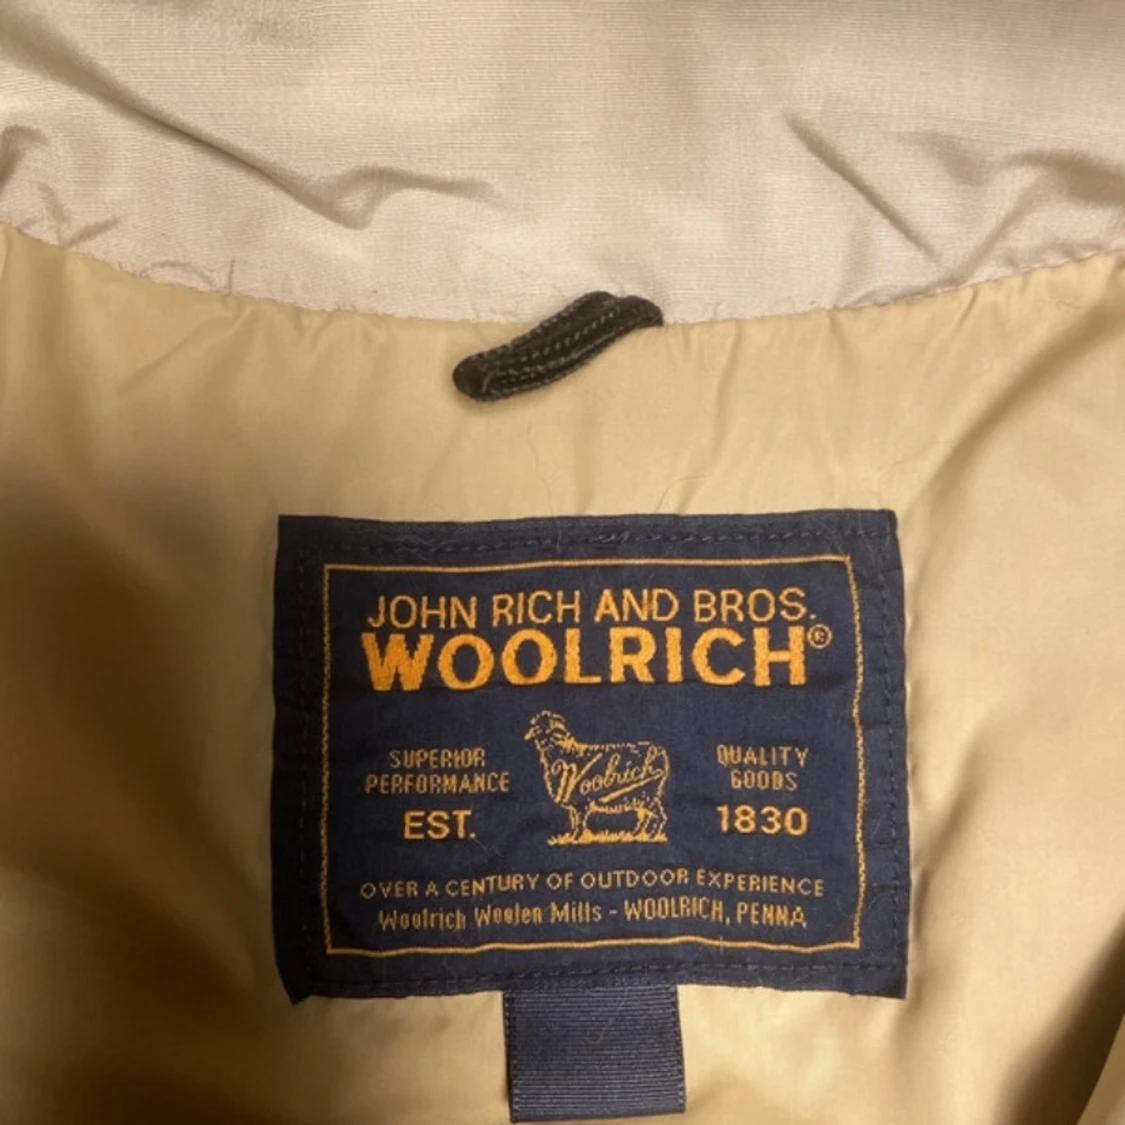 JOHN RICH AND BROS.
WOOLRICH®
Woolrich
SUPERIOR
PERFORMANCE
EST.
QUALITY
GOODS
1830
OVER A CENTURY OF OUTDOOR EXPERIENCE
Woolrich Woolen Mills - WOOLRICH, PENNA